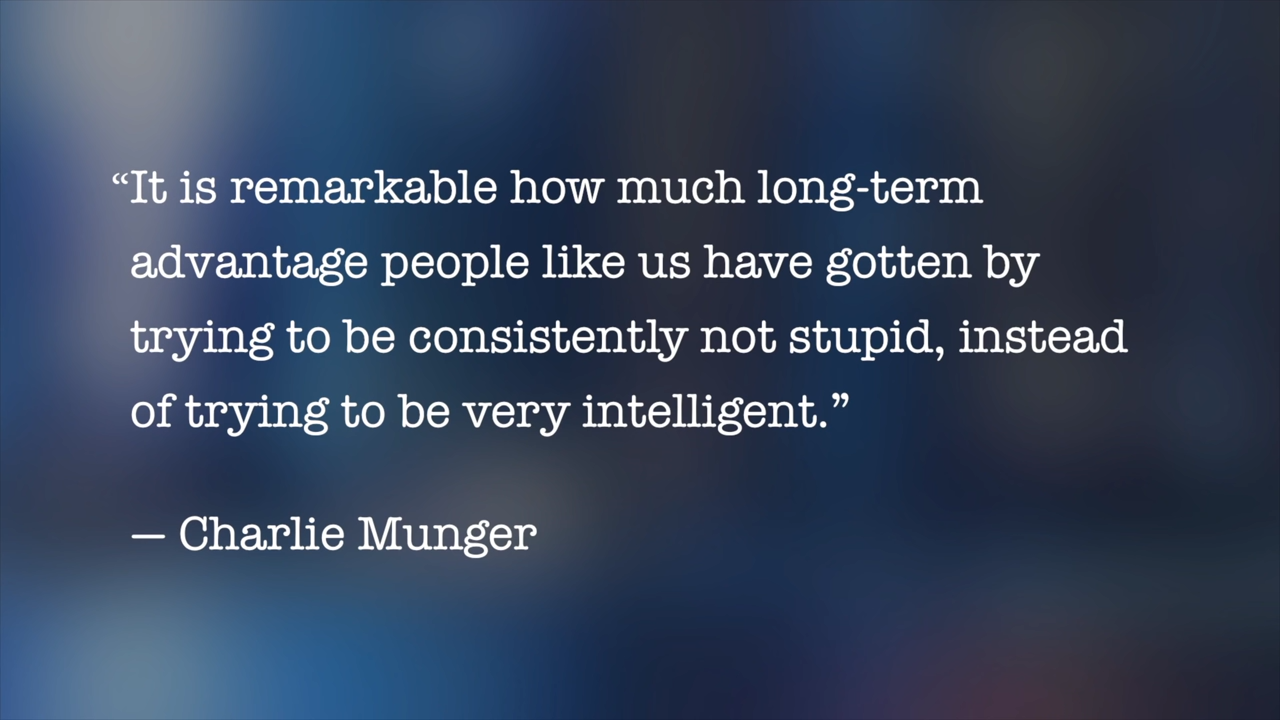 “It is remarkable how much long-term
advantage people like us have gotten by
trying to be consistently not stupid, instead
of trying to be very intelligent.”
— Charlie Munger